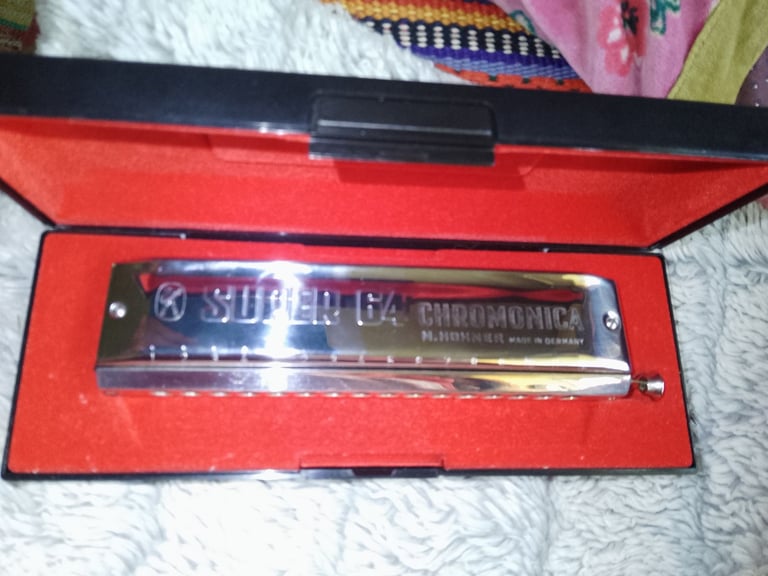 SUPER 64
CHROMONICA
M.HOHNER MADE IN GERMANY